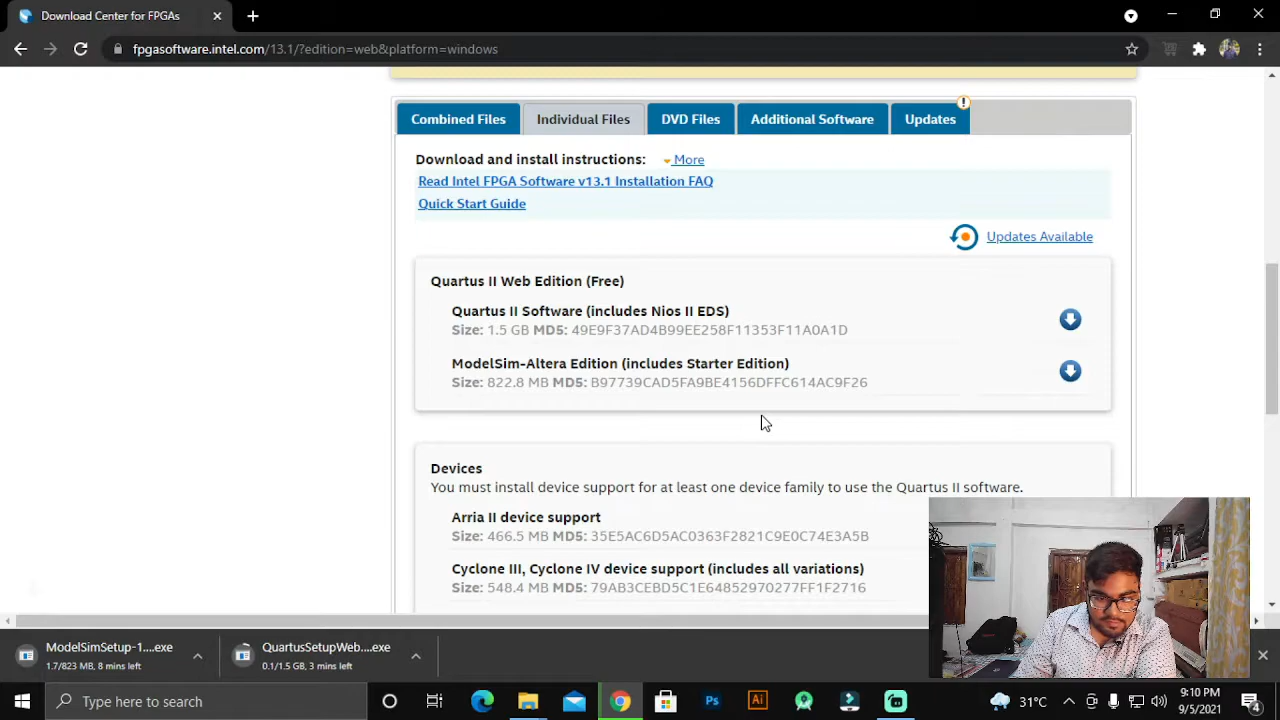 Download Center for FPGAs
fpgasoftware.intel.com/13.1/?edition=web&platform=windows
Combined Files
Individual Files
DVD Files
Additional Software
Updates
Download and install instructions: More
Read Intel FPGA Software v13.1 Installation FAQ
Quick Start Guide
Updates Available
Quartus II Web Edition (Free)
Quartus II Software (includes Nios II EDS)
Size: 1.5 GB MD5: 49E9F37AD4B99EE258F11353F11A0A1D
ModelSim-Altera Edition (includes Starter Edition)
Size: 822.8 MB MD5: B97739CAD5FA9BE4156DFFC614AC9F26
Devices
You must install device support for at least one device family to use the Quartus II software.
Arria II device support
Size: 466.5 MB MD5: 35E5AC6D5AC0363F2821C9E0C74E3A5B
Cyclone III, Cyclone IV device support (includes all variations)
Size: 548.4 MB MD5: 79AB3CEBD5C1E64852970277FF1F2716
ModelSimSetup-1....exe
1.7/823 MB, 8 mins left
QuartusSetupWeb....exe
0.1/1.5 GB, 3 mins left
Type here to search
Ps
Ai
31°C
9:10 PM
9/5/2021
4